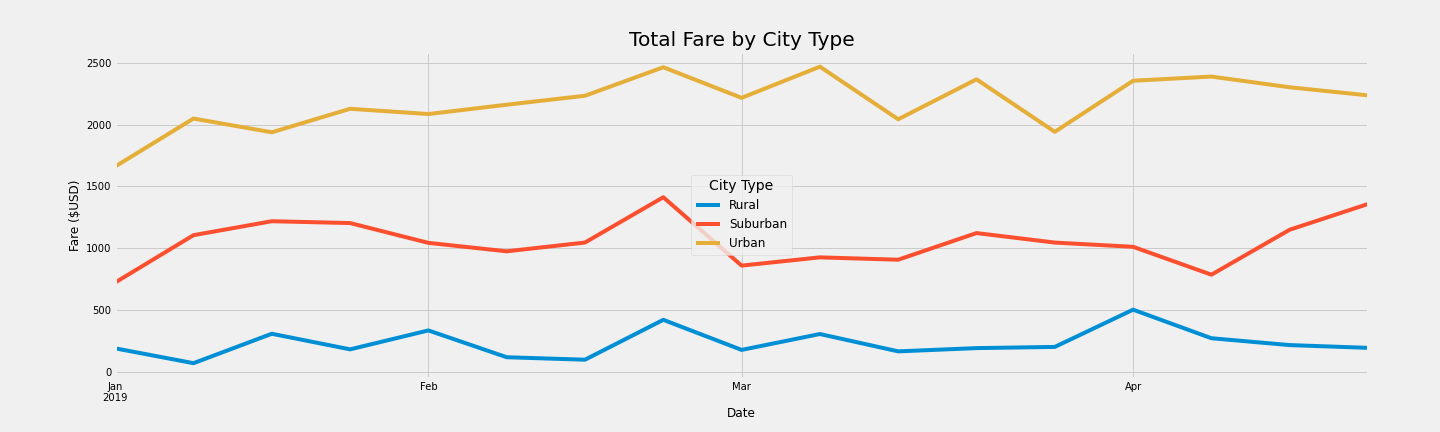 Total Fare by City Type
Fare ($USD)
2500
2000
1500
1000
500
0
City Type
Rural
Suburban
Urban
Jan
2019
Feb
Mar
Apr
Date